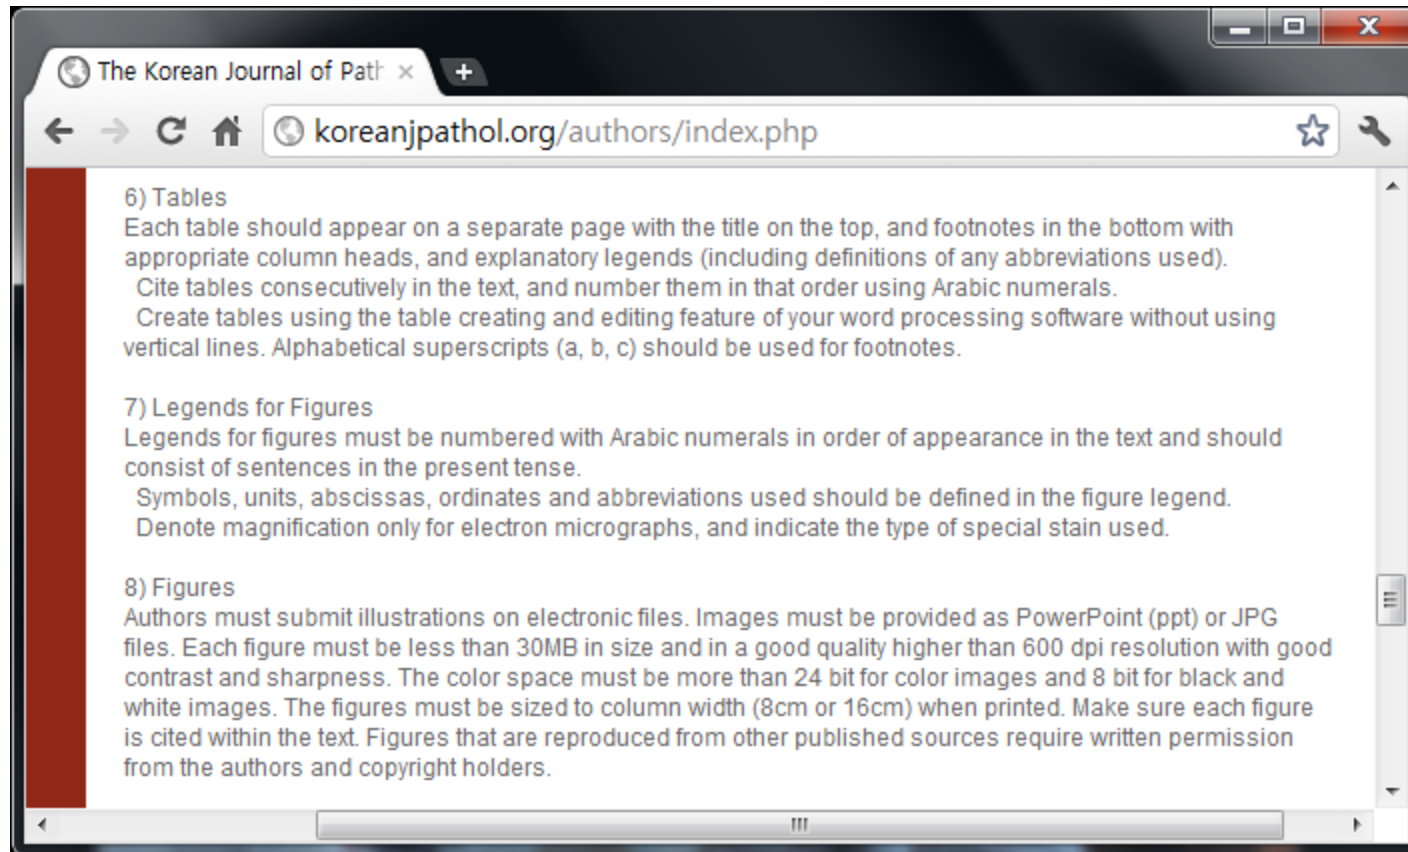 The Korean Journal of Path
koreanjpathol.org/authors/index.php
6) Tables
Each table should appear on a separate page with the title on the top, and footnotes in the bottom with
appropriate column heads, and explanatory legends (including definitions of any abbreviations used).
Cite tables consecutively in the text, and number them in that order using Arabic numerals.
Create tables using the table creating and editing feature of your word processing software without using
vertical lines. Alphabetical superscripts (a, b, c) should be used for footnotes.
7) Legends for Figures
Legends for figures must be numbered with Arabic numerals in order of appearance in the text and should
consist of sentences in the present tense.
Symbols, units, abscissas, ordinates and abbreviations used should be defined in the figure legend.
Denote magnification only for electron micrographs, and indicate the type of special stain used.
8) Figures
Authors must submit illustrations on electronic files. Images must be provided as PowerPoint (ppt) or JPG
files. Each figure must be less than 30MB in size and in a good quality higher than 600 dpi resolution with good
contrast and sharpness. The color space must be more than 24 bit for color images and 8 bit for black and
white images. The figures must be sized to column width (8cm or 16cm) when printed. Make sure each figure
is cited within the text. Figures that are reproduced from other published sources require written permission
from the authors and copyright holders.